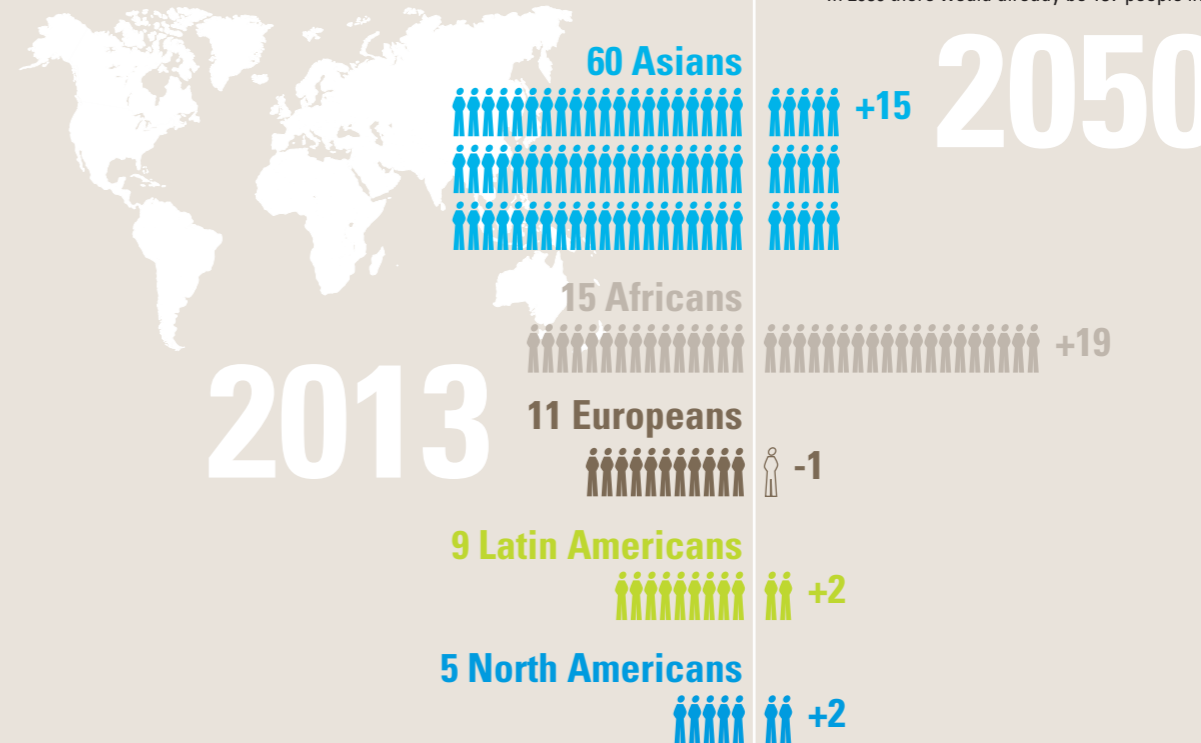 2050
60 Asians
+15
15 Africans
+19
2013
11 Europeans
-1
9 Latin Americans
+2
5 North Americans
+2